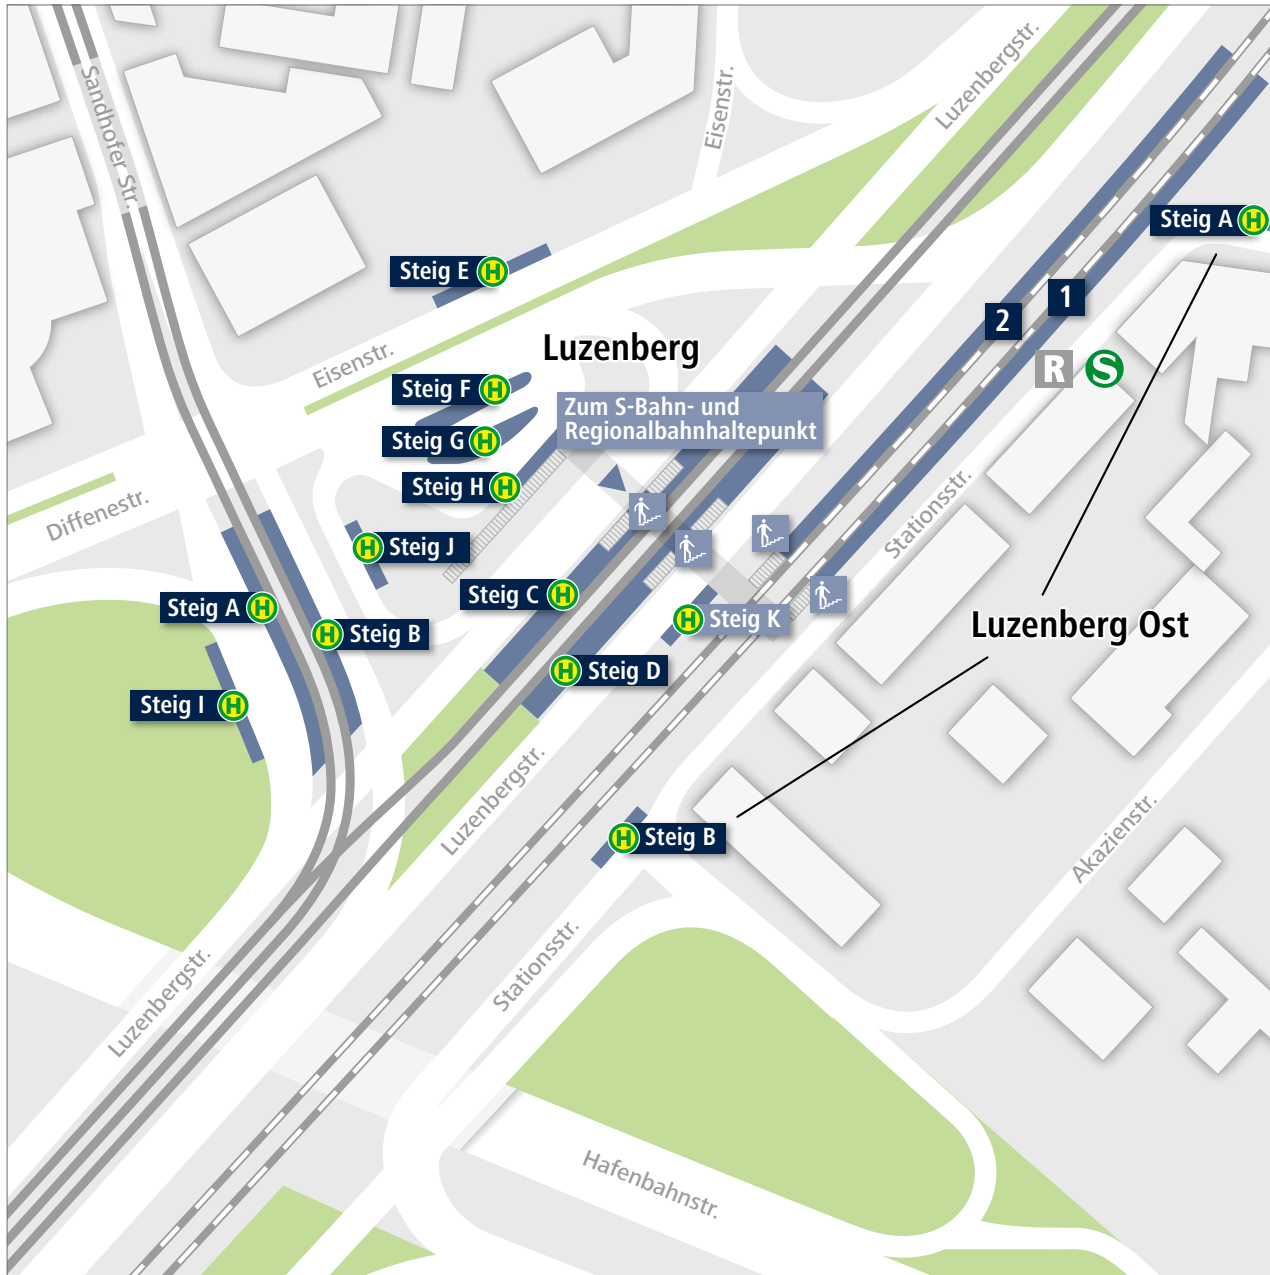 Sandhofer Str.
Eisenstr.
Luzenbergstr.
Steig A H
Steig E H
2
1
Luzenberg
R S
Eisenstr.
Steig F H
Zum S-Bahn- und
Regionalbahnhaltepunkt
Steig G H
Steig H H
Diffenestr.
Stationsstr.
H Steig J
Steig C H
Steig A H
H Steig B
H Steig K
Luzenberg Ost
H Steig D
Steig I H
Luzenbergstr.
H Steig B
Akazienstr.
Stationsstr.
Luzenbergstr.
Hafenbahnstr.